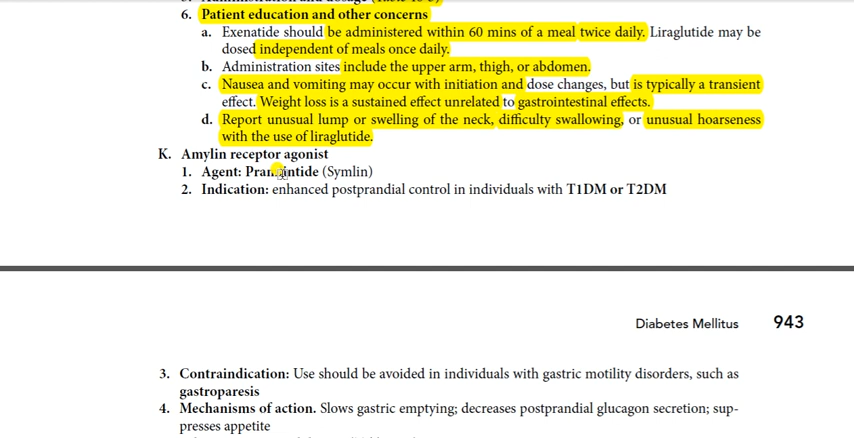 6. Patient education and other concerns
a. Exenatide should be administered within 60 mins of a meal twice daily. Liraglutide may be
dosed independent of meals once daily.
b. Administration sites include the upper arm, thigh, or abdomen.
c. Nausea and vomiting may occur with initiation and dose changes, but is typically a transient
effect. Weight loss is a sustained effect unrelated to gastrointestinal effects.
d. Report unusual lump or swelling of the neck, difficulty swallowing, or unusual hoarseness
with the use of liraglutide.
K. Amylin receptor agonist
1. Agent: Pramlintide (Symlin)
2. Indication: enhanced postprandial control in individuals with T1DM or T2DM
Diabetes Mellitus 943
3. Contraindication: Use should be avoided in individuals with gastric motility disorders, such as
gastroparesis
4. Mechanisms of action. Slows gastric emptying; decreases postprandial glucagon secretion; sup-
presses appetite